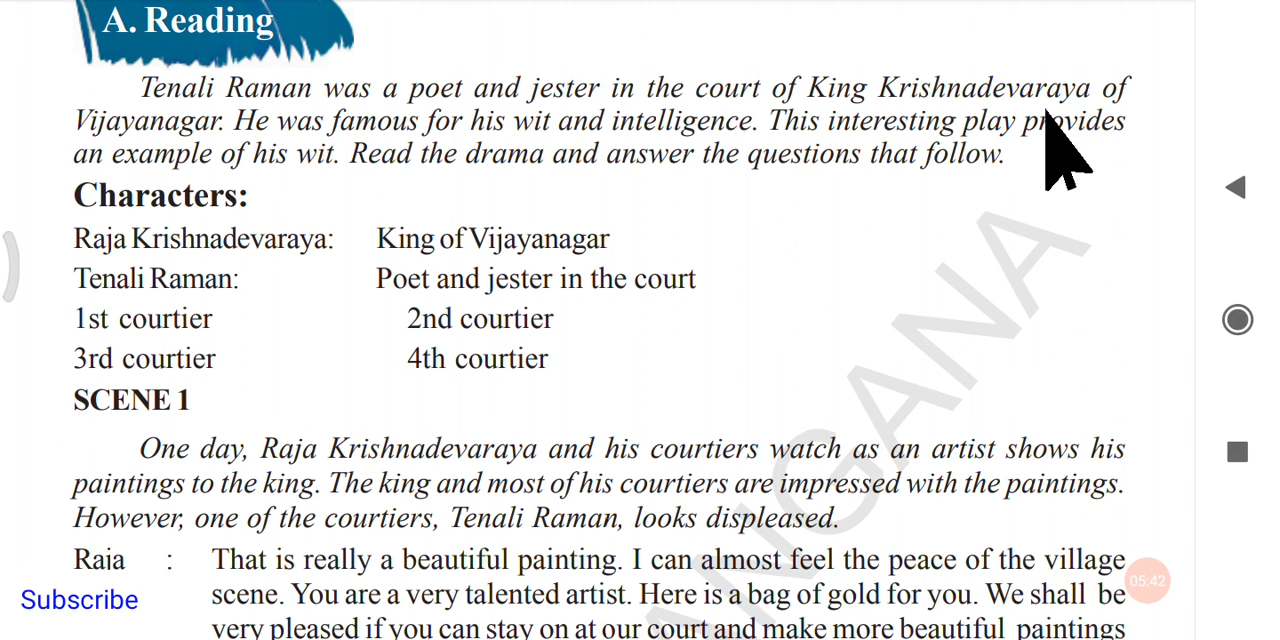 A. Reading
Tenali Raman was a poet and jester in the court of King Krishnadevaraya of
Vijayanagar. He was famous for his wit and intelligence. This interesting play provides
an example of his wit. Read the drama and answer the questions that follow.
Characters:
Raja Krishnadevaraya: King of Vijayanagar
Tenali Raman: Poet and jester in the court
1st courtier 2nd courtier
3rd courtier 4th courtier
SCENE 1
One day, Raja Krishnadevaraya and his courtiers watch as an artist shows his
paintings to the king. The king and most of his courtiers are impressed with the paintings.
However, one of the courtiers, Tenali Raman, looks displeased.
Raja : That is really a beautiful painting. I can almost feel the peace of the village
scene. You are a very talented artist. Here is a bag of gold for you. We shall be
very pleased if you can stay on at our court and make more beautiful paintings
Subscribe
05:42
ANGANA